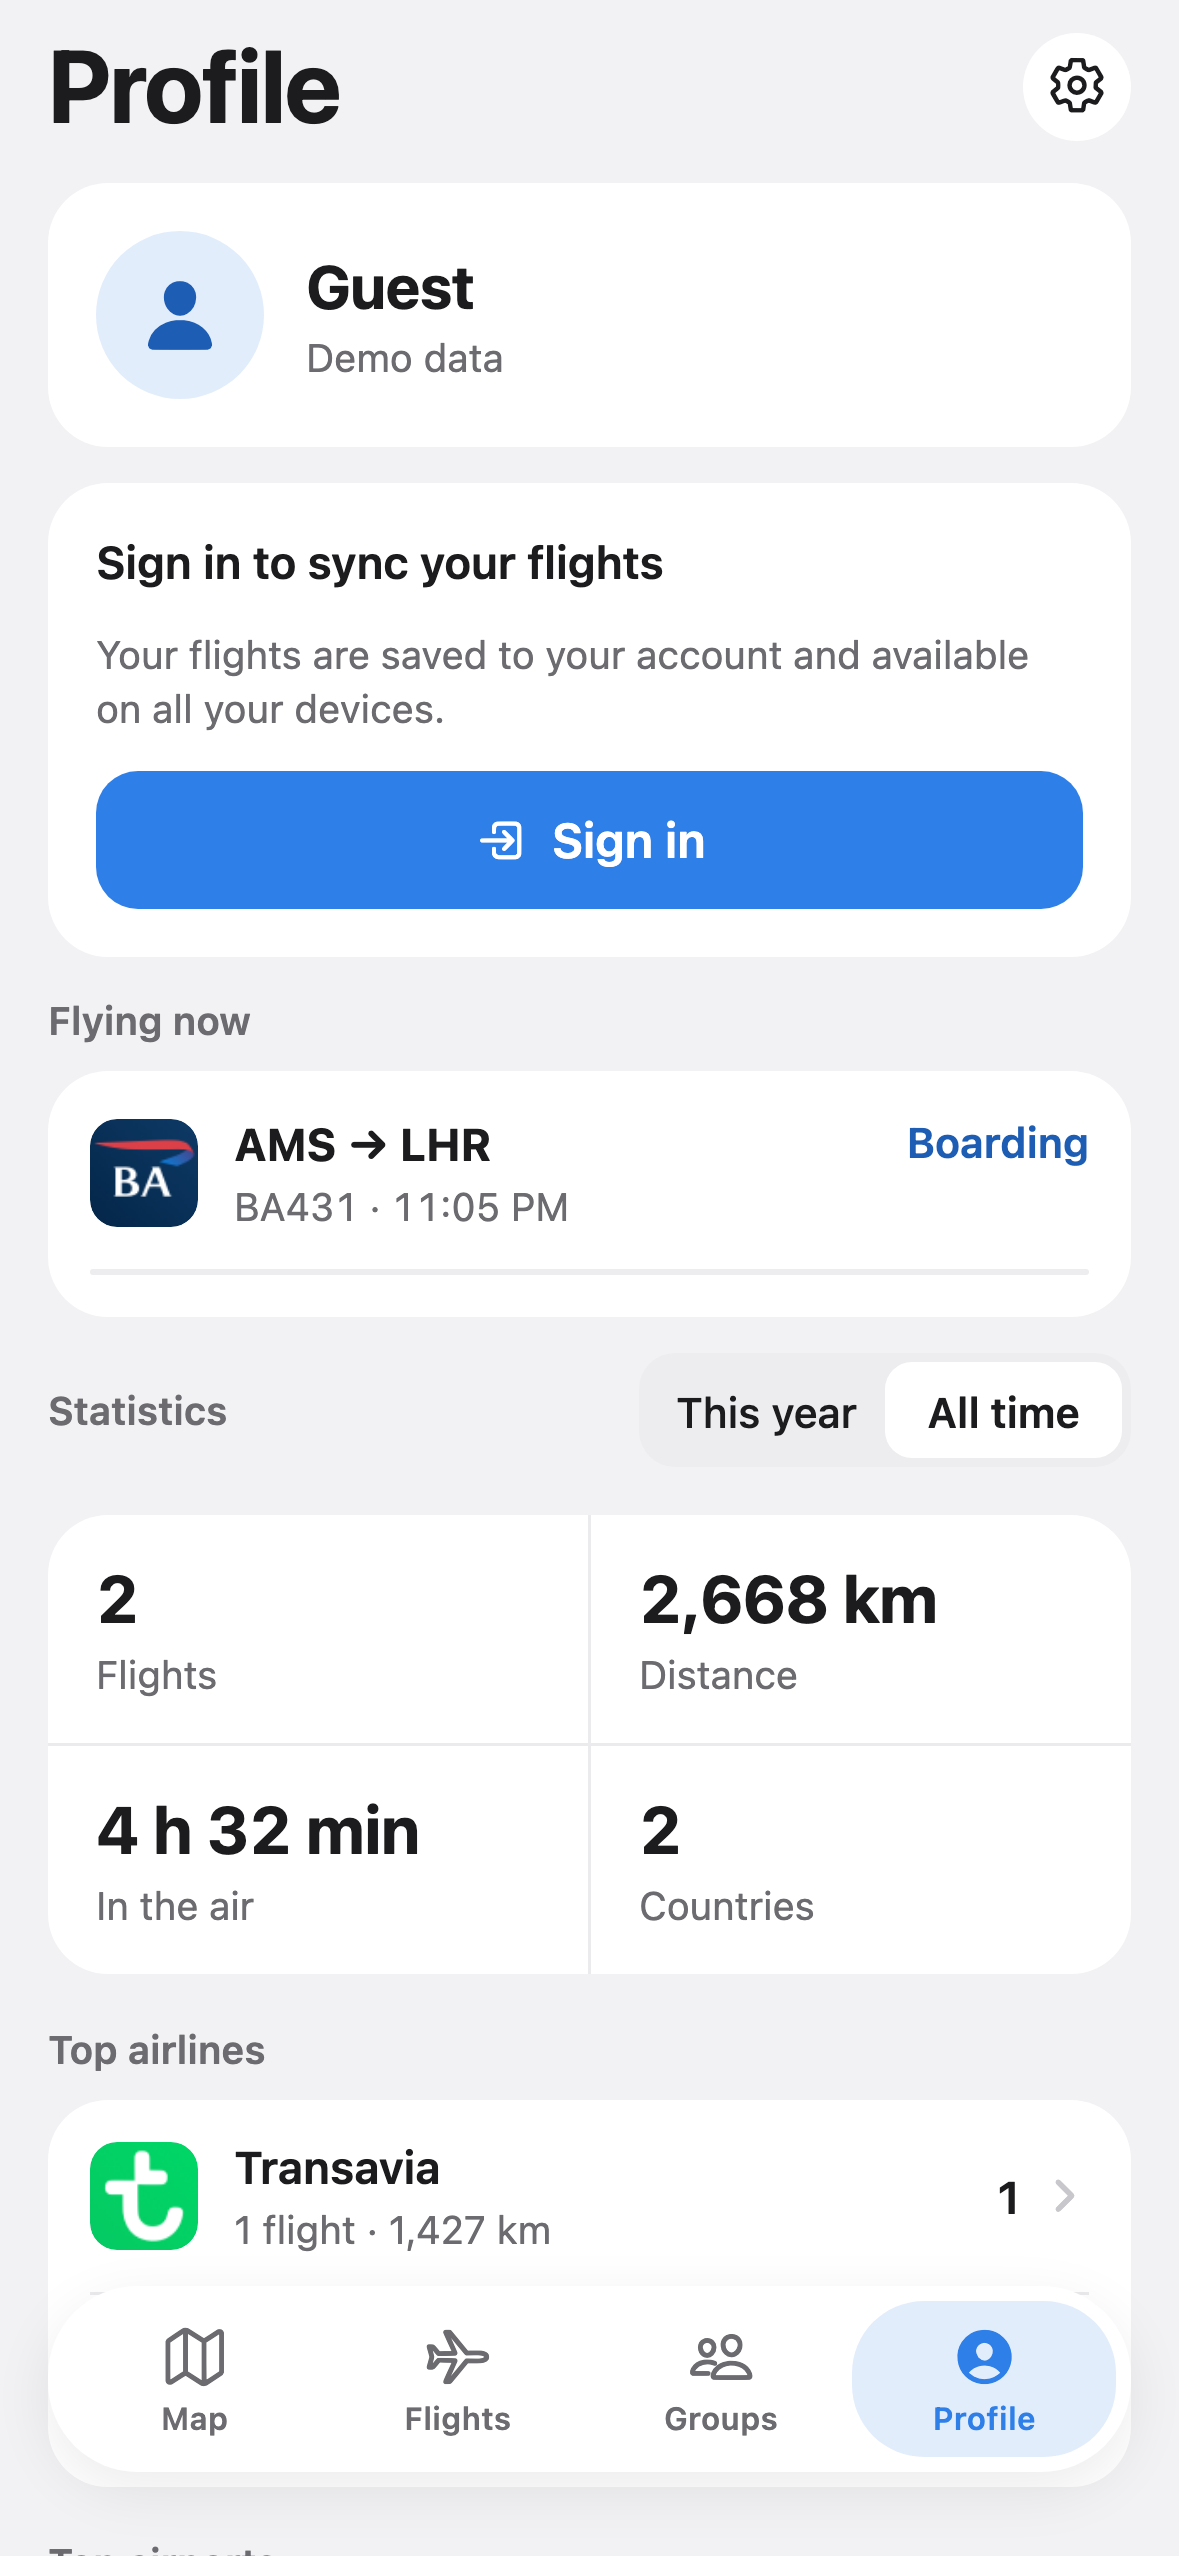 Profile
Guest
Demo data
Sign in to sync your flights
Your flights are saved to your account and available
on all your devices.
Sign in
Flying now
BA
AMS → LHR
Boarding
BA431 · 11:05 PM
Statistics
This year
All time
2
Flights
2,668 km
Distance
4 h 32 min
In the air
2
Countries
Top airlines
t
Transavia
1 flight · 1,427 km
1
Map
Flights
Groups
Profile